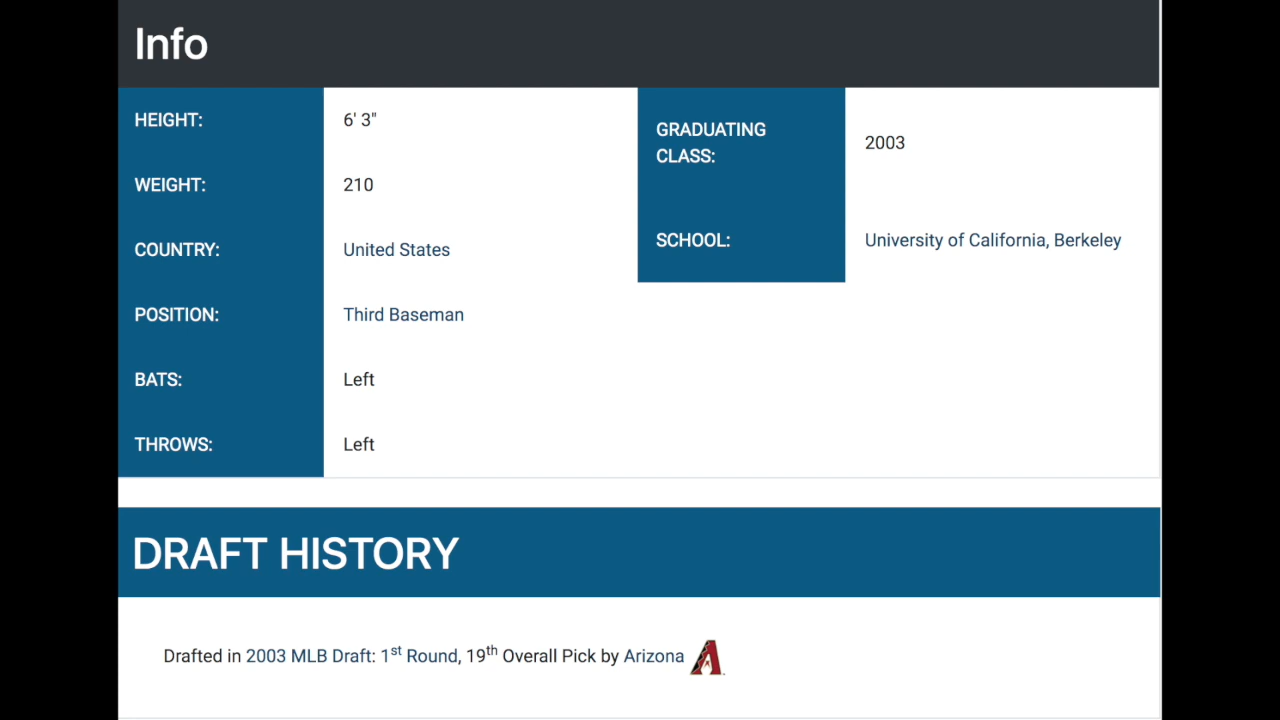 Info
HEIGHT: 6' 3"
WEIGHT: 210
COUNTRY: United States
POSITION: Third Baseman
BATS: Left
THROWS: Left
GRADUATING
CLASS: 2003
SCHOOL: University of California, Berkeley
DRAFT HISTORY
Drafted in 2003 MLB Draft: 1st Round, 19th Overall Pick by Arizona